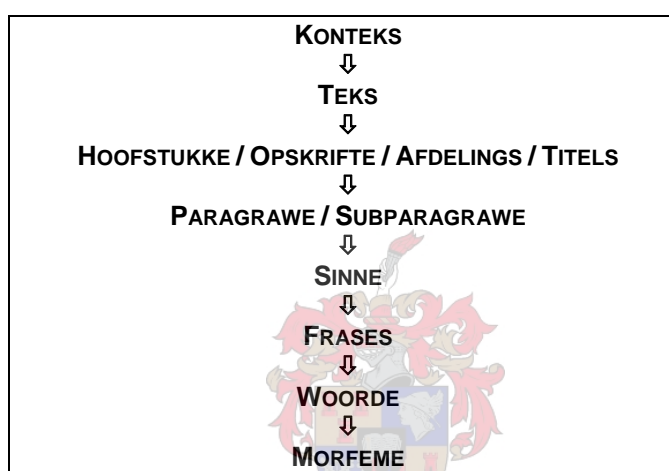 KONTEKS
⇩
TEKS
⇩
HOOFSTUKKE / OPSKRIFTE / AFDELINGS / TITELS
⇩
PARAGRAWE / SUBPARAGRAWE
⇩
SINNE
⇩
FRASES
⇩
WOORDE
⇩
MORFEME